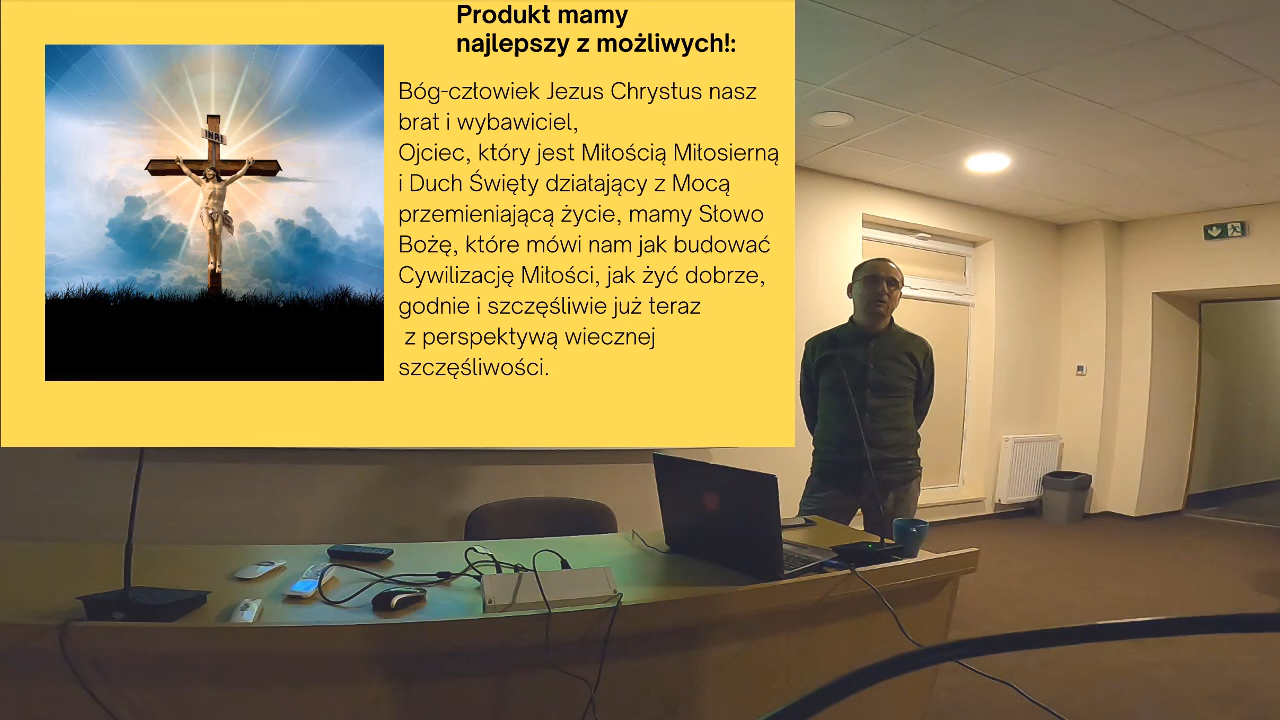 Produkt mamy
najlepszy z możliwych!:
INRI
Bóg-człowiek Jezus Chrystus nasz
brat i wybawiciel,
Ojciec, który jest Miłością Miłosierną
i Duch Święty działający z Mocą
przemieniającą życie, mamy Słowo
Bożę, które mówi nam jak budować
Cywilizację Miłości, jak żyć dobrze,
godnie i szczęśliwie już teraz
z perspektywą wiecznej
szczęśliwości.